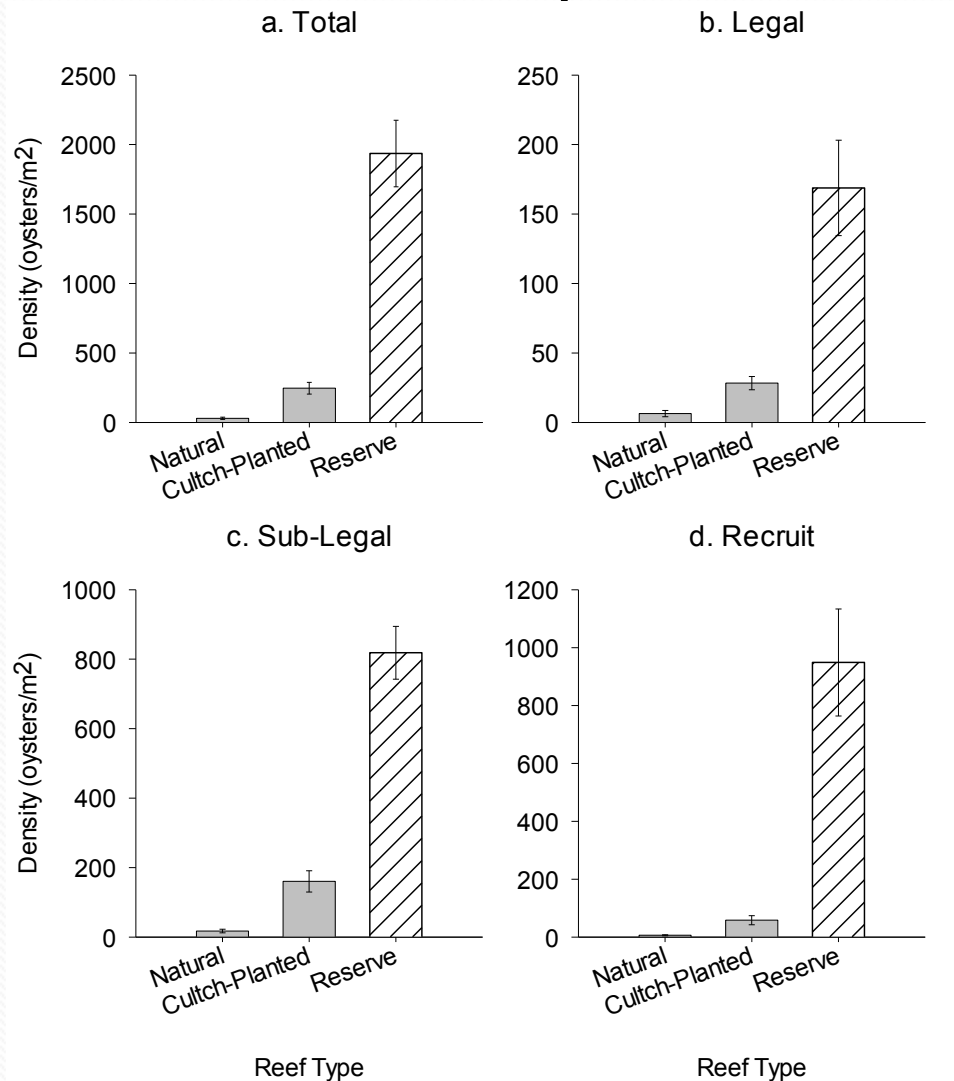 a. Total
2500
2000
1500
1000
500
0
Density (oysters/m2)
Natural
Cultch-Planted
Reserve
b. Legal
250
200
150
100
50
0
Natural
Cultch-Planted
Reserve
c. Sub-Legal
1000
800
600
400
200
0
Density (oysters/m2)
Natural
Cultch-Planted
Reserve
Reef Type
d. Recruit
1200
1000
800
600
400
200
0
Natural
Cultch-Planted
Reserve
Reef Type